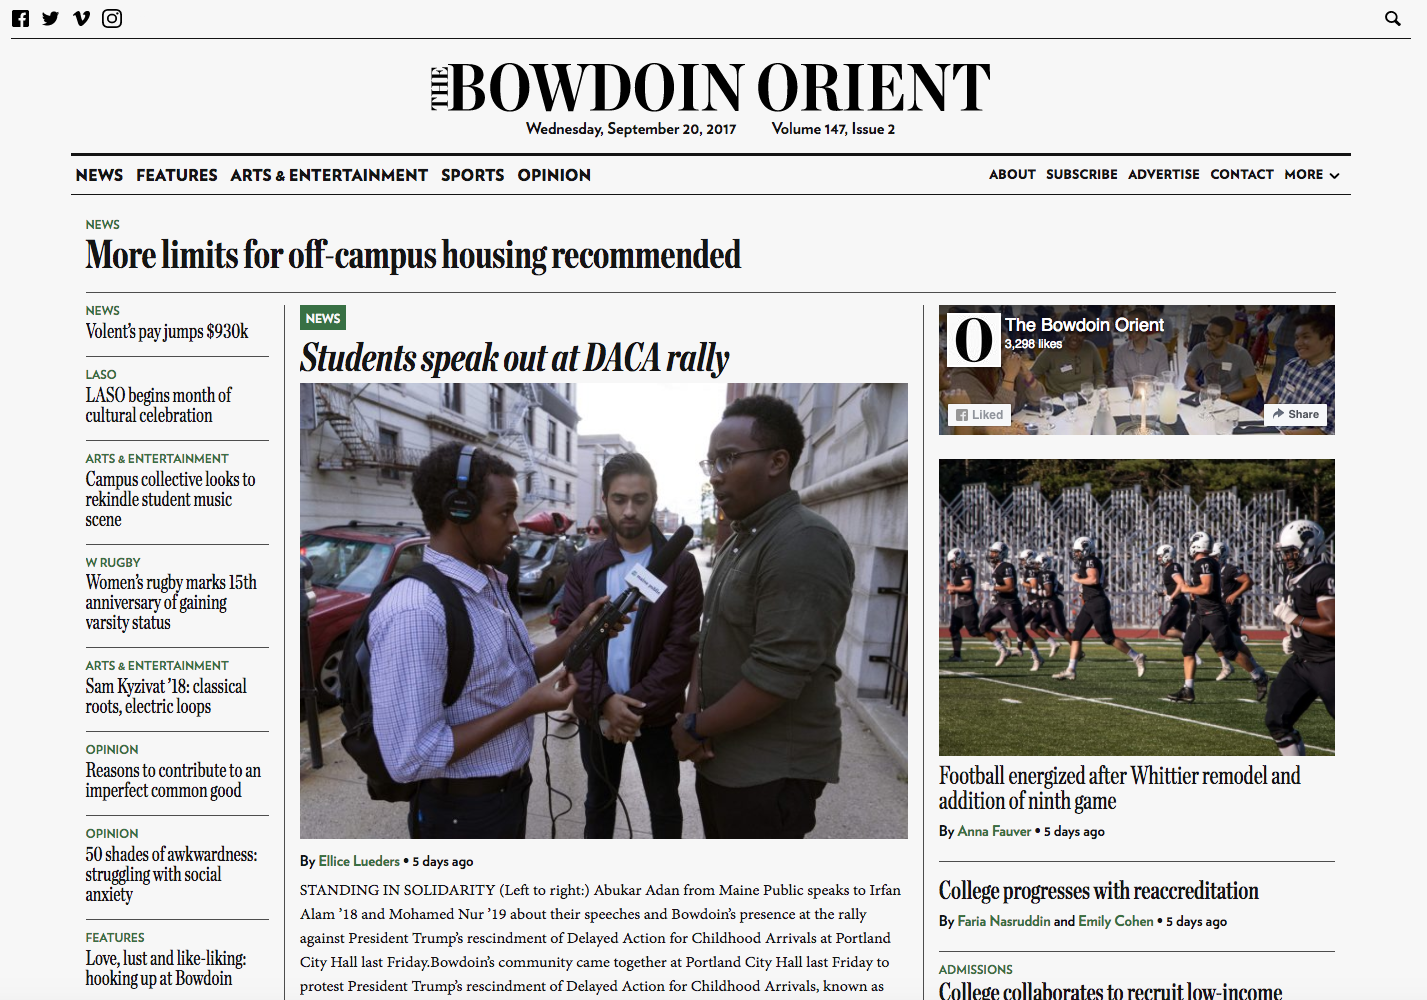 THE BOWDOIN ORIENT
Wednesday, September 20, 2017 Volume 147, Issue 2
NEWS FEATURES ARTS & ENTERTAINMENT SPORTS OPINION
ABOUT SUBSCRIBE ADVERTISE CONTACT MORE
NEWS
More limits for off-campus housing recommended
NEWS
Volent's pay jumps $930k
LASO
LASO begins month of
cultural celebration
ARTS & ENTERTAINMENT
Campus collective looks to
rekindle student music
scene
W RUGBY
Women's rugby marks 15th
anniversary of gaining
varsity status
ARTS & ENTERTAINMENT
Sam Kyzivat '18: classical
roots, electric loops
OPINION
Reasons to contribute to an
imperfect common good
OPINION
50 shades of awkwardness:
struggling with social
anxiety
FEATURES
Love, lust and like-liking:
hooking up at Bowdoin
NEWS
Students speak out at DACA rally
maine public
By Ellice Lueders • 5 days ago
STANDING IN SOLIDARITY (Left to right:) Abukar Adan from Maine Public speaks to Irfan
Alam '18 and Mohamed Nur '19 about their speeches and Bowdoin's presence at the rally
against President Trump's rescindment of Delayed Action for Childhood Arrivals at Portland
City Hall last Friday.Bowdoin's community came together at Portland City Hall last Friday to
protest President Trump's rescindment of Delayed Action for Childhood Arrivals, known as
O
The Bowdoin Orient
3,298 likes
Liked
Share
12
Football energized after Whittier remodel and
addition of ninth game
By Anna Fauver • 5 days ago
College progresses with reaccreditation
By Faria Nasruddin and Emily Cohen • 5 days ago
ADMISSIONS
College collaborates to recruit low-income